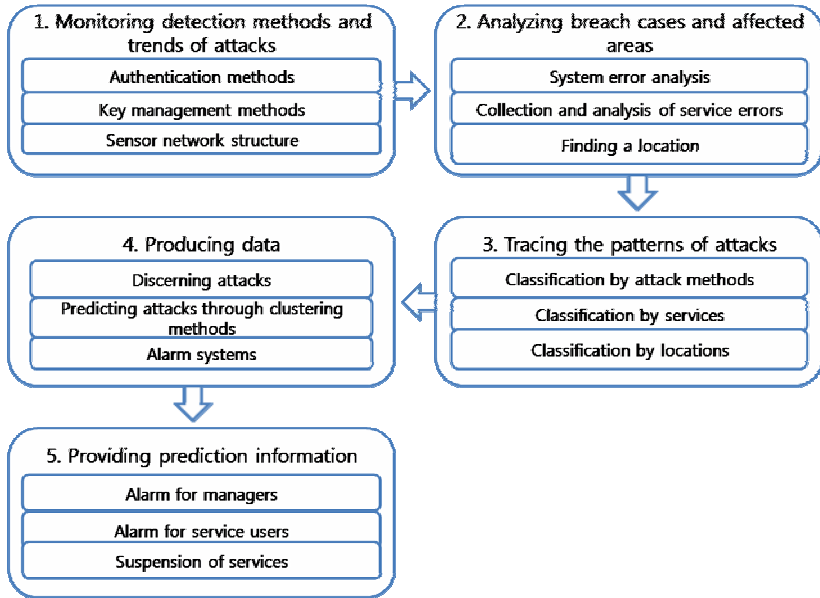 1. Monitoring detection methods and
trends of attacks
Authentication methods
Key management methods
Sensor network structure
2. Analyzing breach cases and affected
areas
System error analysis
Collection and analysis of service errors
Finding a location
3. Tracing the patterns of attacks
Classification by attack methods
Classification by services
Classification by locations
4. Producing data
Discerning attacks
Predicting attacks through clustering
methods
Alarm systems
5. Providing prediction information
Alarm for managers
Alarm for service users
Suspension of services